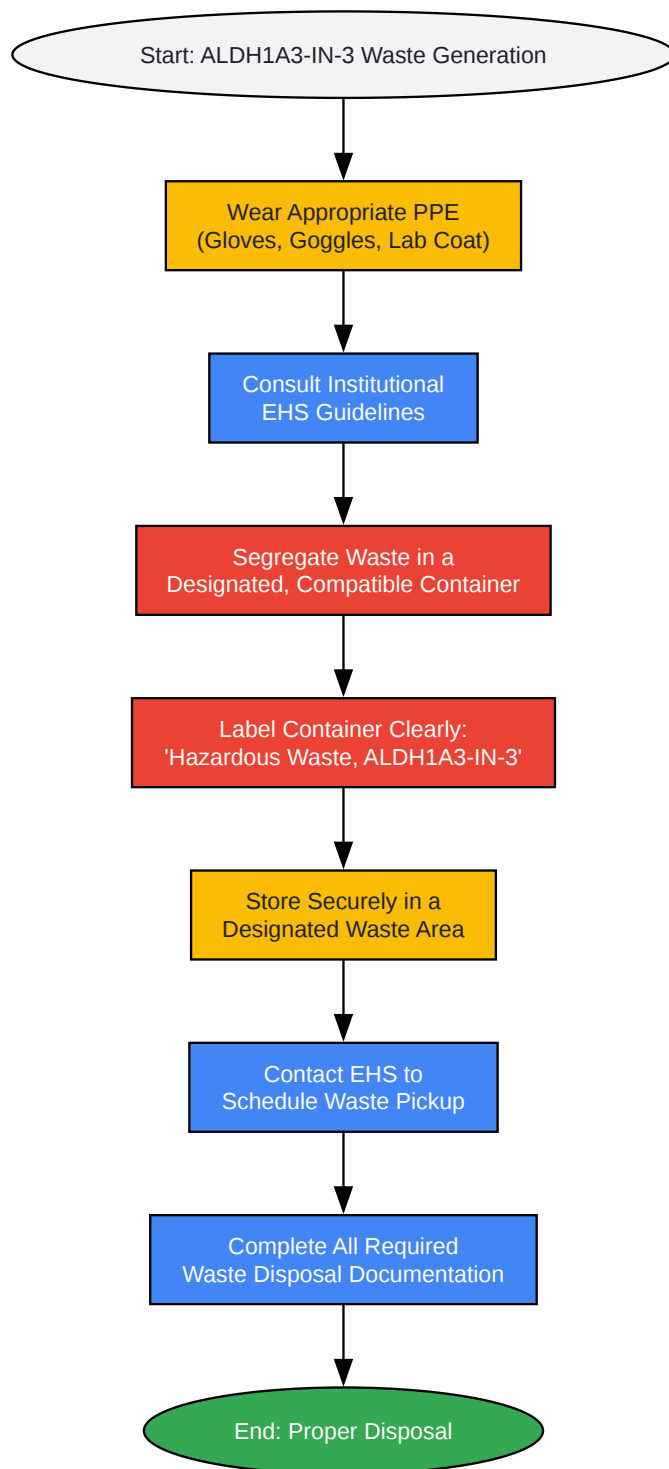 Start: ALDH1A3-IN-3 Waste Generation
Wear Appropriate PPE
(Gloves, Goggles, Lab Coat)
Consult Institutional
EHS Guidelines
Segregate Waste in a
Designated, Compatible Container
Label Container Clearly:
'Hazardous Waste, ALDH1A3-IN-3'
Store Securely in a
Designated Waste Area
Contact EHS to
Schedule Waste Pickup
Complete All Required
Waste Disposal Documentation
End: Proper Disposal